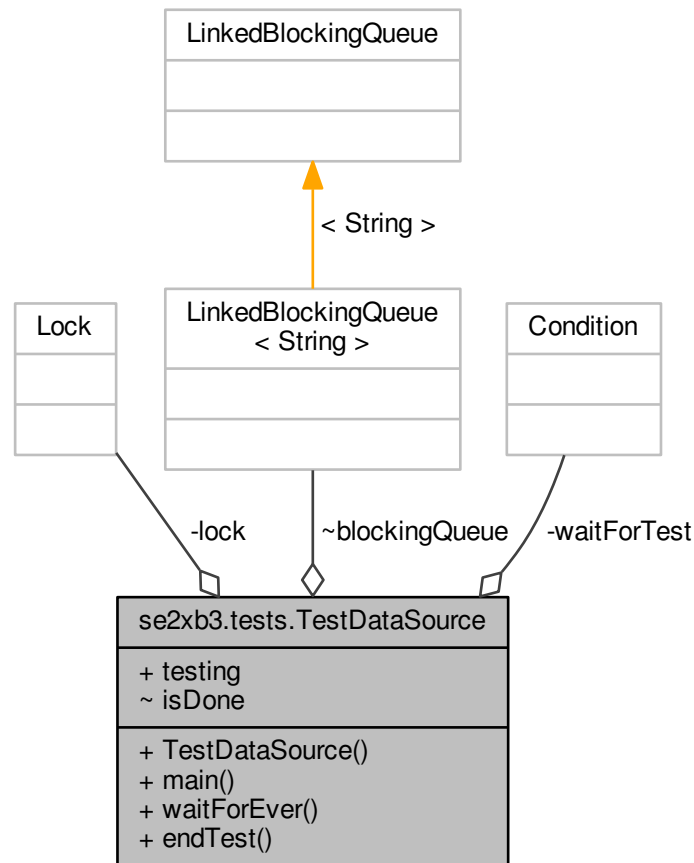 LinkedBlockingQueue
< String >
Lock
LinkedBlockingQueue
< String >
Condition
-lock
~blockingQueue
-waitForTest
se2xb3.tests.TestDataSource
+ testing
~ isDone
+ TestDataSource()
+ main()
+ waitForEver()
+ endTest()